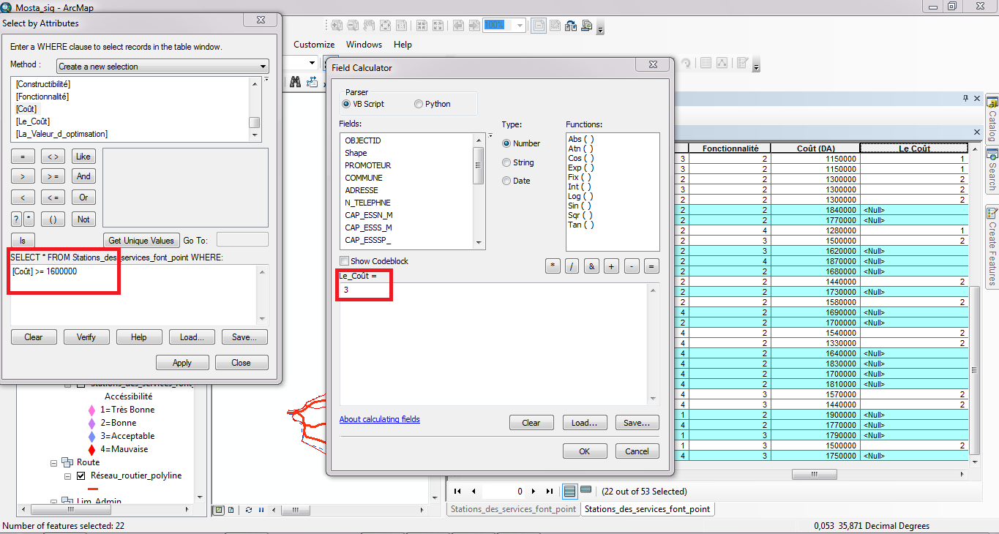 Mosta_sig - ArcMap
Select by Attributes
Enter a WHERE clause to select records in the table window.
Method : Create a new selection
[Constructibilité]
[Fonctionnalité]
[Coût]
[Le_Coût]
[La_Valeur_d_optimsation]
= < > Like
> > = And
< < = Or
? * ( ) Not
Is Get Unique Values Go To:
SELECT * FROM Stations_des_services_font_point WHERE:
[Coût] >= 1600000
Clear Verify Help Load... Save...
Apply Close
100%
Customize Windows Help
Field Calculator
Parser
VB Script Python
Fields: Type: Functions:
OBJECTID
Shape
PROMOTEUR
COMMUNE
ADRESSE
N_TELEPHNE
CAP_ESSN_M
CAP_ESSS_M
CAP_ESSSP_
Number
String
Date
Abs ( )
Atn ( )
Cos ( )
Exp ( )
Fix ( )
Int ( )
Log ( )
Sin ( )
Sqr ( )
Tan ( )
Show Codeblock
* / & + - =
Le_Coût =
3
About calculating fields
Clear Load... Save...
OK Cancel
Fonctionnalité Coût (DA) Le Coût
3 2 1150000 1
3 2 1150000 1
2 2 1300000 2
2 2 1300000 2
2 2 1300000 2
2 2 1840000 <Null>
2 2 1770000 <Null>
2 4 1280000 1
2 3 1500000 2
2 3 1620000 <Null>
2 4 1870000 <Null>
2 2 1680000 <Null>
2 2 1440000 2
2 2 1730000 <Null>
2 2 1580000 2
4 2 1690000 <Null>
2 2 1700000 <Null>
4 2 1540000 2
4 2 1330000 2
4 2 1640000 <Null>
4 2 1830000 <Null>
4 2 1700000 <Null>
4 2 1810000 <Null>
4 3 1570000 2
4 3 1440000 2
1 2 1900000 <Null>
4 2 1770000 <Null>
1 3 1790000 <Null>
1 3 1500000 2
4 3 1750000 <Null>
0 (22 out of 53 Selected)
Stations_des_services_font_point Stations_des_services_font_point
Catalog
Search
Create Features
Stations_des_services_font_
Accéssibilité
1=Très Bonne
2=Bonne
3=Acceptable
4=Mauvaise
Route
Réseau_routier_polyline
Lim_Admin
Number of features selected: 22
0,053 35,871 Decimal Degrees